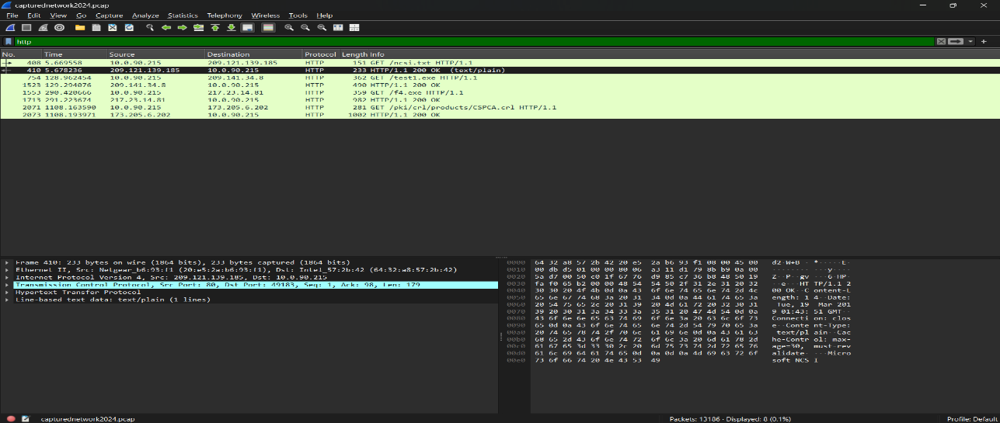 capturednetwork2024.pcap
File Edit View Go Capture Analyze Statistics Telephony Wireless Tools Help
http
No. Time Source Destination Protocol Length Info
408 5.669558 10.0.90.215 209.121.139.185 HTTP 151 GET /ncsi.txt HTTP/1.1
410 5.678236 209.121.139.185 10.0.90.215 HTTP 233 HTTP/1.1 200 OK (text/plain)
754 128.962454 10.0.90.215 209.141.34.8 HTTP 362 GET /test1.exe HTTP/1.1
1523 129.294076 209.141.34.8 10.0.90.215 HTTP 490 HTTP/1.1 200 OK
1553 290.420666 10.0.90.215 217.23.14.81 HTTP 359 GET /f4.exe HTTP/1.1
1713 291.223674 217.23.14.81 10.0.90.215 HTTP 982 HTTP/1.1 200 OK
2071 1108.163590 10.0.90.215 173.205.6.202 HTTP 281 GET /pki/crl/products/CSPCA.crl HTTP/1.1
2073 1108.193971 173.205.6.202 10.0.90.215 HTTP 1002 HTTP/1.1 200 OK
Frame 410: 233 bytes on wire (1864 bits), 233 bytes captured (1864 bits)
Ethernet II, Src: Netgear_b6:93:f1 (20:e5:2a:b6:93:f1), Dst: Intel_57:2b:42 (64:32:a8:57:2b:42)
Internet Protocol Version 4, Src: 209.121.139.185, Dst: 10.0.90.215
Transmission Control Protocol, Src Port: 80, Dst Port: 49183, Seq: 1, Ack: 98, Len: 179
Hypertext Transfer Protocol
Line-based text data: text/plain (1 lines)
0000 64 32 a8 57 2b 42 20 e5 2a b6 93 f1 08 00 45 00 d2·W+B · *·····E·
0010 00 db d5 01 00 00 80 06 a3 11 d1 79 8b b9 0a 00 ········ ···y····
0020 5a d7 00 50 c0 1f 67 76 d9 85 c7 36 b8 48 50 19 Z··P··gv ···6·HP·
0030 fa f0 65 b2 00 00 48 54 54 50 2f 31 2e 31 20 32 ··e···HT TP/1.1 2
0040 30 30 20 4f 4b 0d 0a 43 6f 6e 74 65 6e 74 2d 4c 00 OK··C ontent-L
0050 65 6e 67 74 68 3a 20 31 34 0d 0a 44 61 74 65 3a ength: 1 4··Date:
0060 20 54 75 65 2c 20 31 39 20 4d 61 72 20 32 30 31 Tue, 19 Mar 201
0070 39 20 30 31 3a 34 33 3a 35 31 20 47 4d 54 0d 0a 9 01:43: 51 GMT··
0080 43 6f 6e 6e 65 63 74 69 6f 6e 3a 20 63 6c 6f 73 Connecti on: clos
0090 65 0d 0a 43 6f 6e 74 65 6e 74 2d 54 79 70 65 3a e··Conte nt-Type:
00a0 20 74 65 78 74 2f 70 6c 61 69 6e 0d 0a 43 61 63 text/pl ain··Cac
00b0 68 65 2d 43 6f 6e 74 72 6f 6c 3a 20 6d 61 78 2d he-Contr ol: max-
00c0 61 67 65 3d 33 30 2c 20 6d 75 73 74 2d 72 65 76 age=30, must-rev
00d0 61 6c 69 64 61 74 65 0d 0a 0d 0a 4d 69 63 72 6f alidate· ···Micro
00e0 73 6f 66 74 20 4e 43 53 49 soft NCS I
capturednetwork2024.pcap
Packets: 13186 · Displayed: 8 (0.1%)
Profile: Default